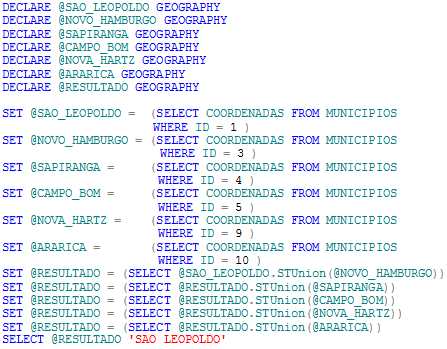 DECLARE @SAO_LEOPOLDO GEOGRAPHY
DECLARE @NOVO_HAMBURGO GEOGRAPHY
DECLARE @SAPIRANGA GEOGRAPHY
DECLARE @CAMPO_BOM GEOGRAPHY
DECLARE @NOVA_HARTZ GEOGRAPHY
DECLARE @ARARICA GEOGRAPHY
DECLARE @RESULTADO GEOGRAPHY
SET @SAO_LEOPOLDO = (SELECT COORDENADAS FROM MUNICIPIOS
WHERE ID = 1 )
SET @NOVO_HAMBURGO = (SELECT COORDENADAS FROM MUNICIPIOS
WHERE ID = 3 )
SET @SAPIRANGA = (SELECT COORDENADAS FROM MUNICIPIOS
WHERE ID = 4 )
SET @CAMPO_BOM = (SELECT COORDENADAS FROM MUNICIPIOS
WHERE ID = 5 )
SET @NOVA_HARTZ = (SELECT COORDENADAS FROM MUNICIPIOS
WHERE ID = 9 )
SET @ARARICA = (SELECT COORDENADAS FROM MUNICIPIOS
WHERE ID = 10 )
SET @RESULTADO = (SELECT @SAO_LEOPOLDO.STUnion(@NOVO_HAMBURGO))
SET @RESULTADO = (SELECT @RESULTADO.STUnion(@SAPIRANGA))
SET @RESULTADO = (SELECT @RESULTADO.STUnion(@CAMPO_BOM))
SET @RESULTADO = (SELECT @RESULTADO.STUnion(@NOVA_HARTZ))
SET @RESULTADO = (SELECT @RESULTADO.STUnion(@ARARICA))
SELECT @RESULTADO 'SAO LEOPOLDO'